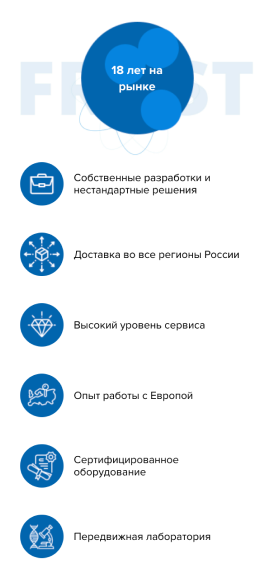 18 лет на
рынке
Собственные разработки и
нестандартные решения
Доставка во все регионы России
Высокий уровень сервиса
Опыт работы с Европой
Сертифицированное
оборудование
Передвижная лаборатория